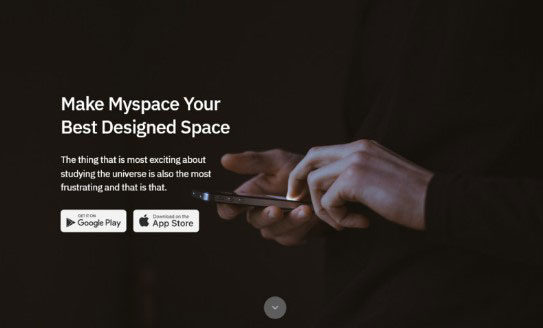 Make Myspace Your
Best Designed Space
The thing that is most exciting about
studying the universe is also the most
frustrating and that is that.
GET IT ON
Google Play
Download on the
App Store